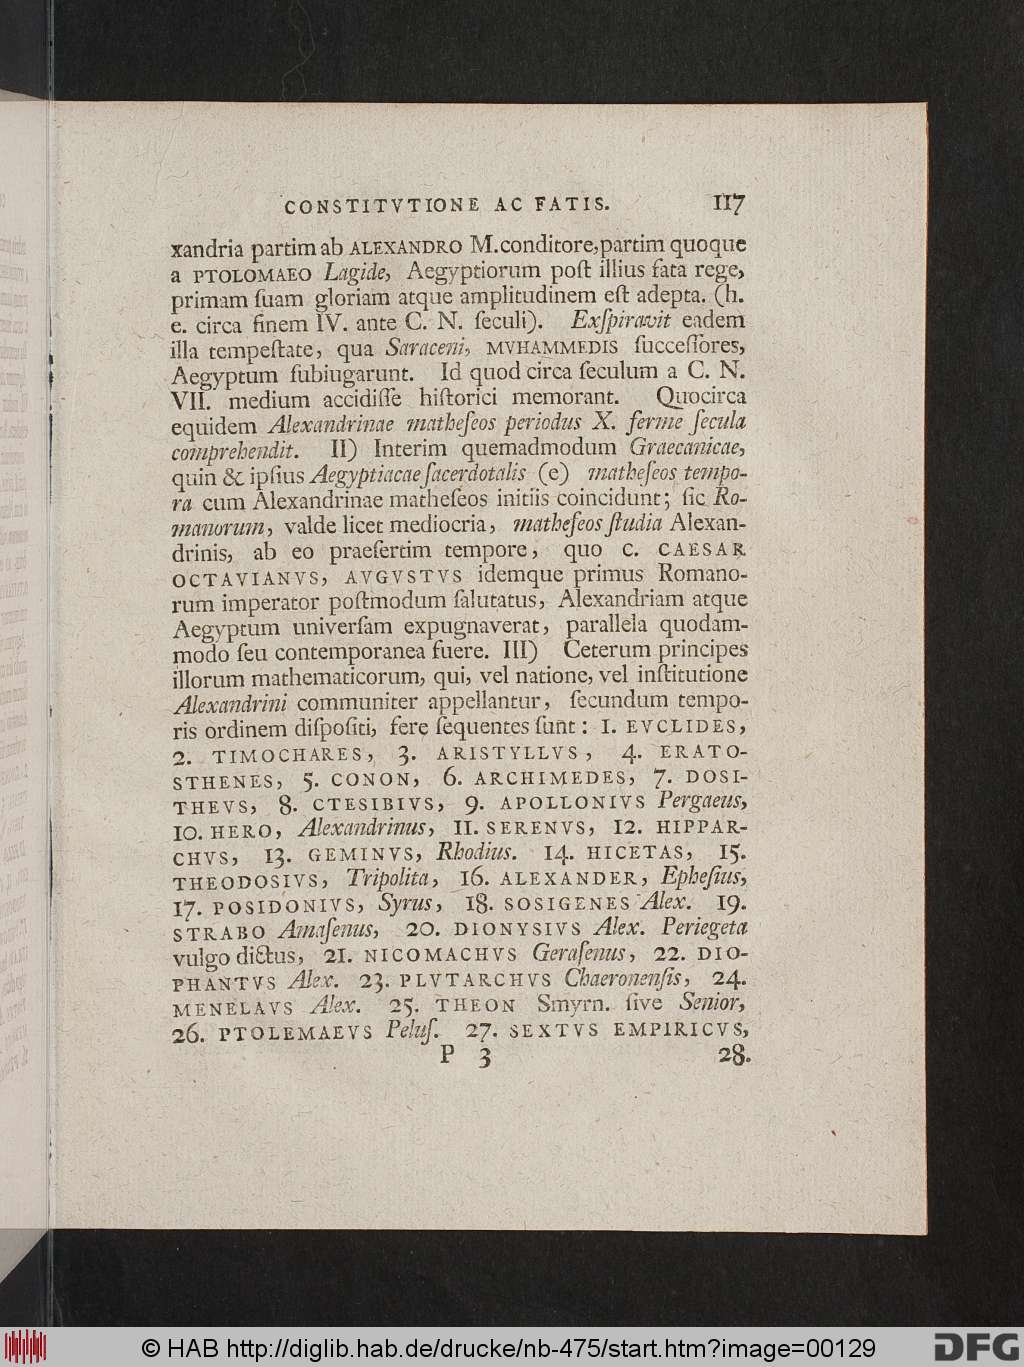 CONSTITVTIONE AC FATIS. 117
xandria partim ab ALEXANDRO M. conditore, partim quoque
a PTOLOMAEO Lagide, Aegyptiorum poſt illius fata rege,
primam ſuam gloriam atque amplitudinem eſt adepta. (h.
e. circa finem IV. ante C. N. ſeculi). Exſpiravit eadem
illa tempeſtate, qua Saraceni, MVHAMMEDIS ſucceſſores,
Aegyptum ſubiugarunt. Id quod circa ſeculum a C. N.
VII. medium accidiſſe hiſtorici memorant. Quocirca
equidem Alexandrinae matheſeos periodus X. ferme ſecula
comprehendit. II) Interim quemadmodum Graecanicae,
quin & ipſius Aegyptiacae ſacerdotalis (e) matheſeos tempo-
ra cum Alexandrinae matheſeos initiis coincidunt; ſic Ro-
manorum, valde licet mediocria, matheſeos ſtudia Alexan-
drinis, ab eo praeſertim tempore, quo C. CAESAR
OCTAVIANVS, AVGVSTVS idemque primus Romano-
rum imperator poſtmodum ſalutatus, Alexandriam atque
Aegyptum univerſam expugnaverat, parallela quodam-
modo ſeu contemporanea fuere. III) Ceterum principes
illorum mathematicorum, qui, vel natione, vel inſtitutione
Alexandrini communiter appellantur, ſecundum tempo-
ris ordinem diſpoſiti, fere ſequentes ſunt: 1. EVCLIDES,
2. TIMOCHARES, 3. ARISTYLLVS, 4. ERATO-
STHENES, 5. CONON, 6. ARCHIMEDES, 7. DOSI-
THEVS, 8. CTESIBIVS, 9. APOLLONIVS Pergaeus,
10. HERO, Alexandrinus, 11. SERENVS, 12. HIPPAR-
CHVS, 13. GEMINVS, Rhodius. 14. HICETAS, 15.
THEODOSIVS, Tripolita, 16. ALEXANDER, Epheſius,
17. POSIDONIVS, Syrus, 18. SOSIGENES Alex. 19.
STRABO Amaſenus, 20. DIONYSIVS Alex. Periegeta
vulgo dictus, 21. NICOMACHVS Geraſenus, 22. DIO-
PHANTVS Alex. 23. PLVTARCHVS Chaeronenſis, 24.
MENELAVS Alex. 25. THEON Smyrn. ſive Senior,
26. PTOLEMAEVS Peluſ. 27. SEXTVS EMPIRICVS,
P 3 28.
© HAB http://diglib.hab.de/drucke/nb-475/start.htm?image=00129
DFG